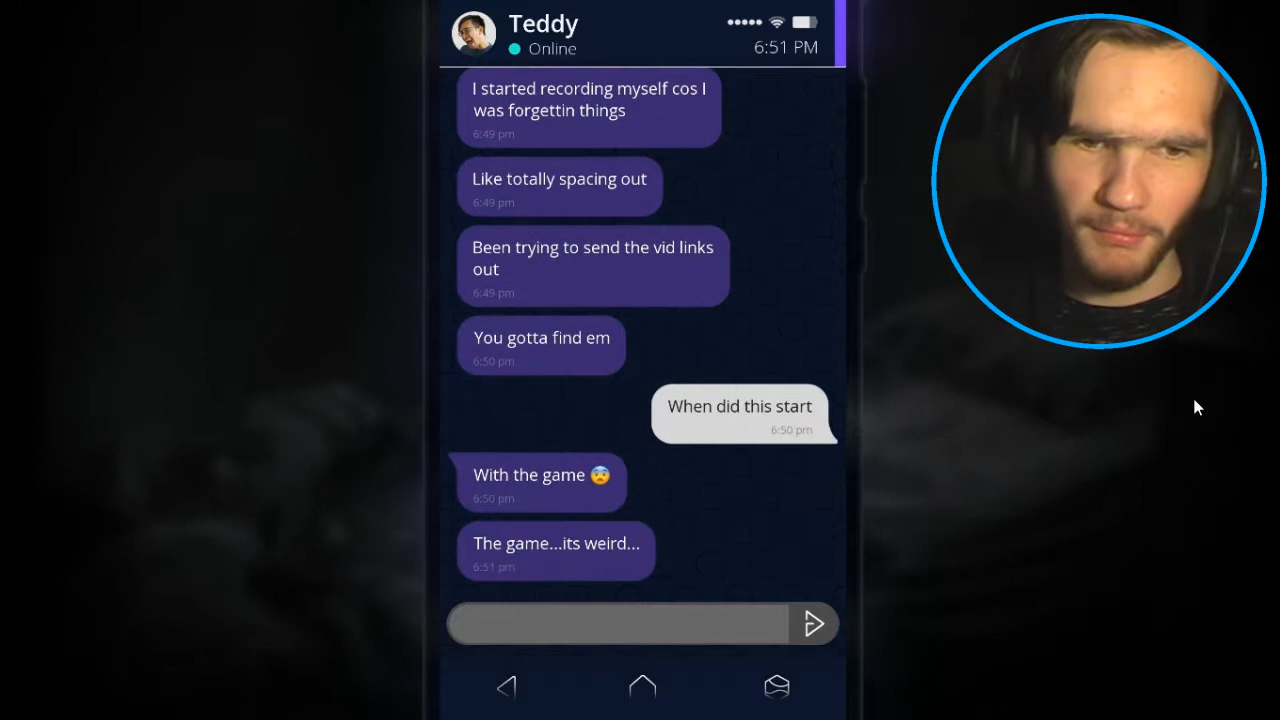 Teddy
Online
6:51 PM
I started recording myself cos I
was forgettin things
6:49 pm
Like totally spacing out
6:49 pm
Been trying to send the vid links
out
6:49 pm
You gotta find em
6:50 pm
When did this start
6:50 pm
With the game 😨
6:50 pm
The game...its weird...
6:51 pm